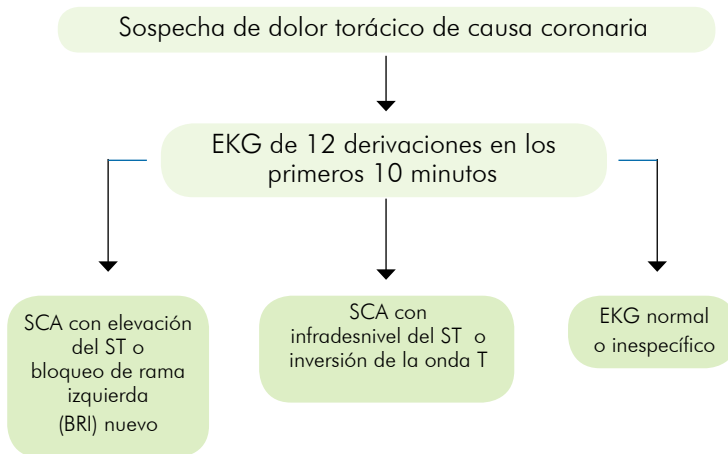 Sospecha de dolor torácico de causa coronaria
EKG de 12 derivaciones en los
primeros 10 minutos
SCA con elevación
del ST o
bloqueo de rama
izquierda
(BRI) nuevo
SCA con
infradesnivel del ST o
inversión de la onda T
EKG normal
o inespecífico